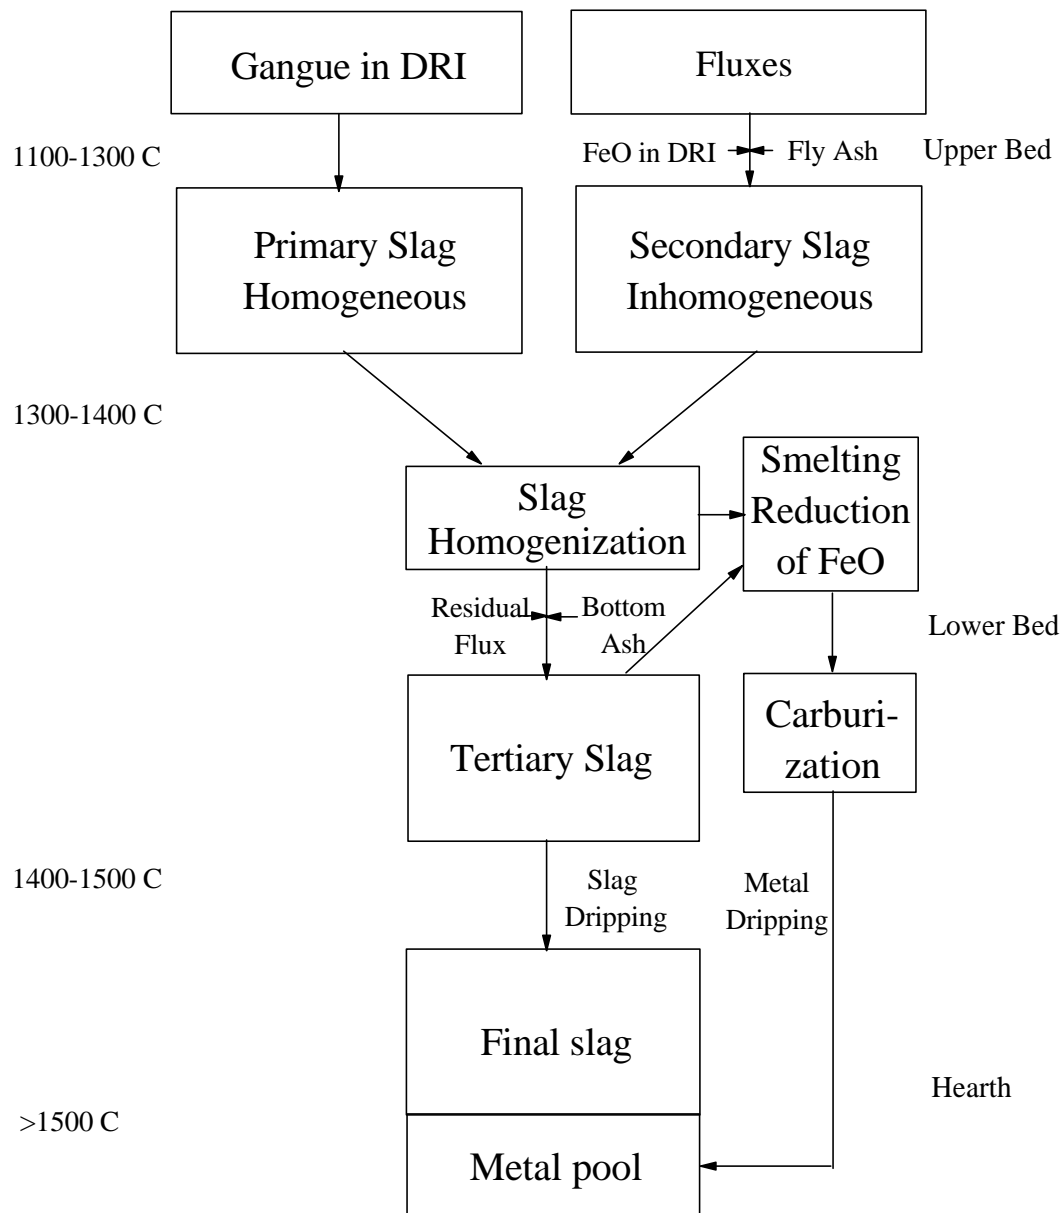 Gangue in DRI
Fluxes
1100-1300 C
FeO in DRI
Fly Ash
Upper Bed
Primary Slag
Homogeneous
Secondary Slag
Inhomogeneous
1300-1400 C
Slag
Homogenization
Smelting
Reduction
of FeO
Residual
Flux
Bottom
Ash
Lower Bed
Tertiary Slag
Carburi-
zation
1400-1500 C
Slag
Dripping
Metal
Dripping
Final slag
Hearth
>1500 C
Metal pool